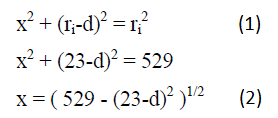 x² + (rᵢ-d)² = rᵢ² (1)
x² + (23-d)² = 529
x = ( 529 - (23-d)² )^1/2 (2)